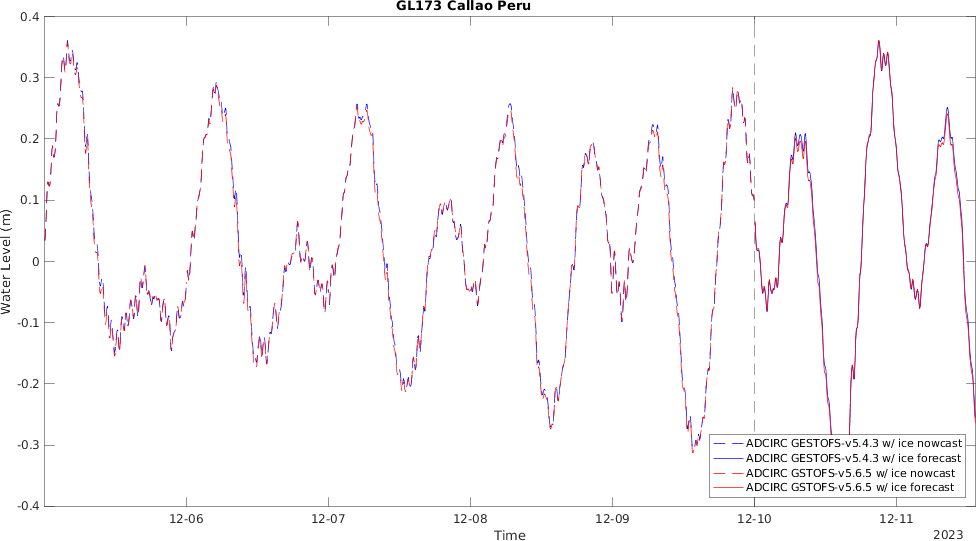 GL173 Callao Peru
0.4
0.3
0.2
0.1
0
-0.1
-0.2
-0.3
-0.4
Water Level (m)
ADCIRC GESTOFS-v5.4.3 w/ ice nowcast
ADCIRC GESTOFS-v5.4.3 w/ ice forecast
ADCIRC GSTOFS-v5.6.5 w/ ice nowcast
ADCIRC GSTOFS-v5.6.5 w/ ice forecast
12-06 12-07 12-08 12-09 12-10 12-11
Time
2023